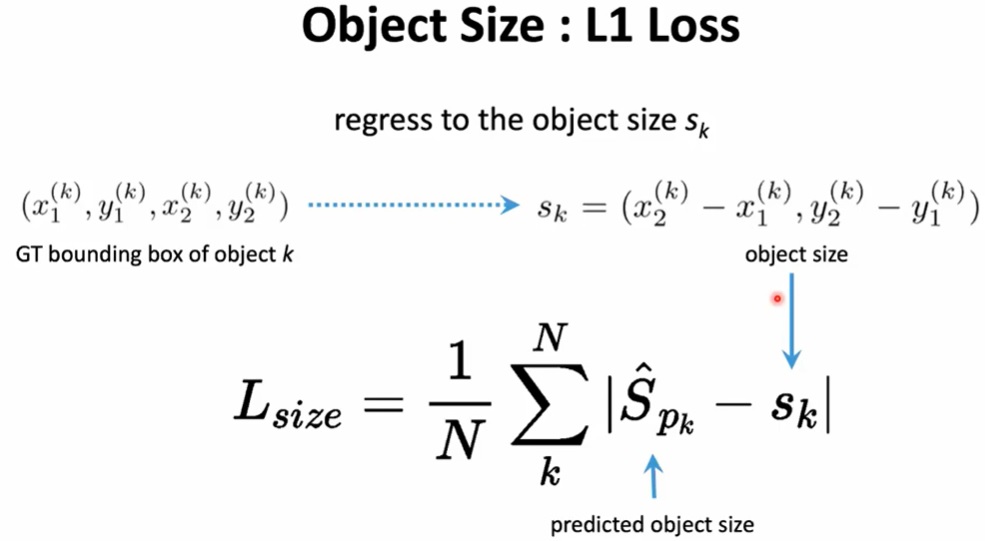 Object Size : L1 Loss
regress to the object size s_k
(x_1^{(k)}, y_1^{(k)}, x_2^{(k)}, y_2^{(k)}) s_k = (x_2^{(k)} − x_1^{(k)}, y_2^{(k)} − y_1^{(k)})
GT bounding box of object k object size
L_{size} = \frac{1}{N} \sum_{k}^{N} |\hat{S}_{p_k} − s_k|
predicted object size